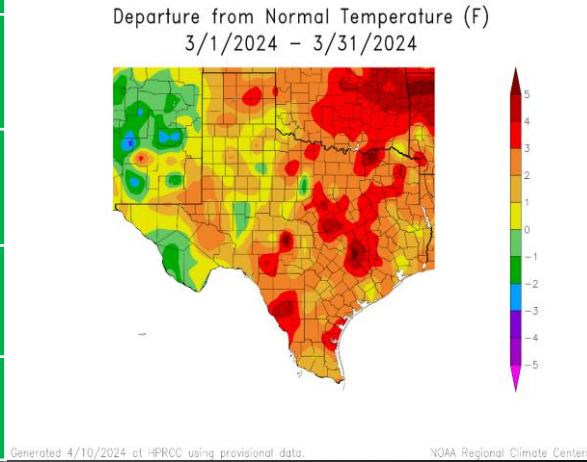 Departure from Normal Temperature (F)
3/1/2024 – 3/31/2024
5
4
3
2
1
0
-1
-2
-3
-4
-5
Generated 4/10/2024 at HPRCC using provisional data.
NOAA Regional Climate Center